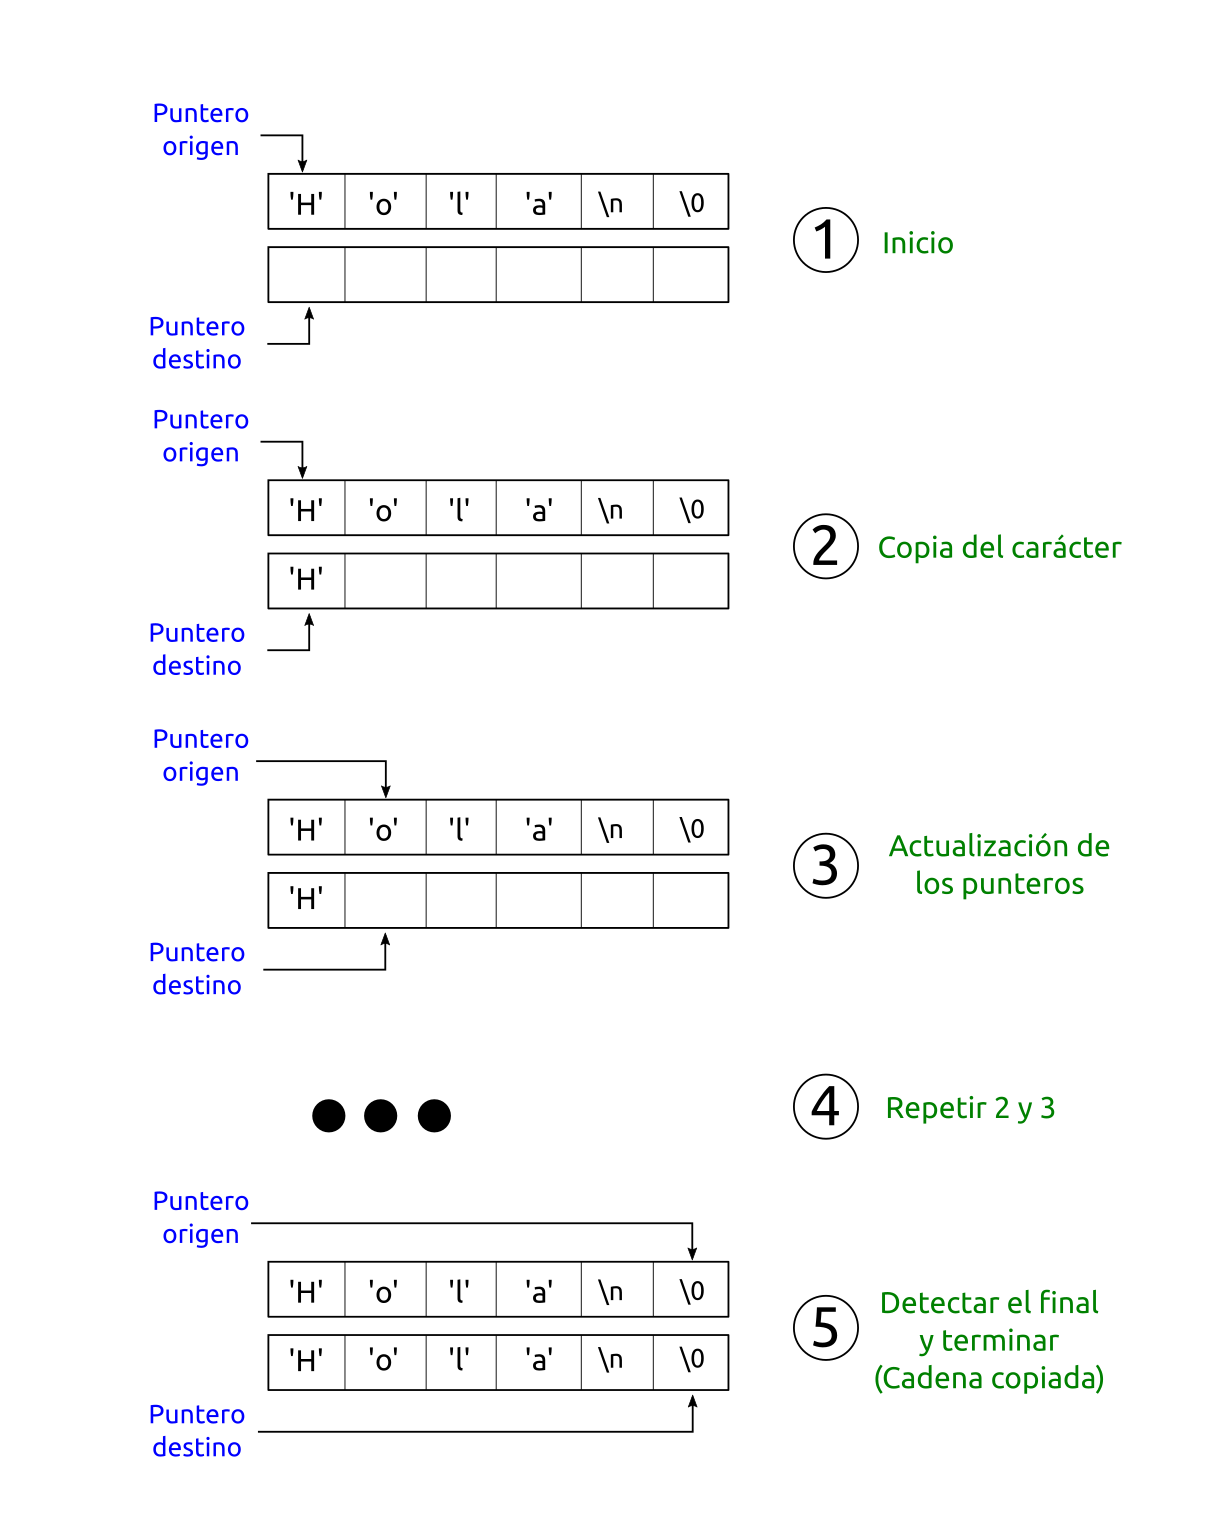 Puntero
origen
'H' 'o' 'l' 'a' \n \0
1 Inicio
Puntero
destino
Puntero
origen
'H' 'o' 'l' 'a' \n \0
2 Copia del carácter
'H'
Puntero
destino
Puntero
origen
'H' 'o' 'l' 'a' \n \0
3 Actualización de
los punteros
'H'
Puntero
destino
4 Repetir 2 y 3
Puntero
origen
'H' 'o' 'l' 'a' \n \0
5 Detectar el final
y terminar
(Cadena copiada)
'H' 'o' 'l' 'a' \n \0
Puntero
destino